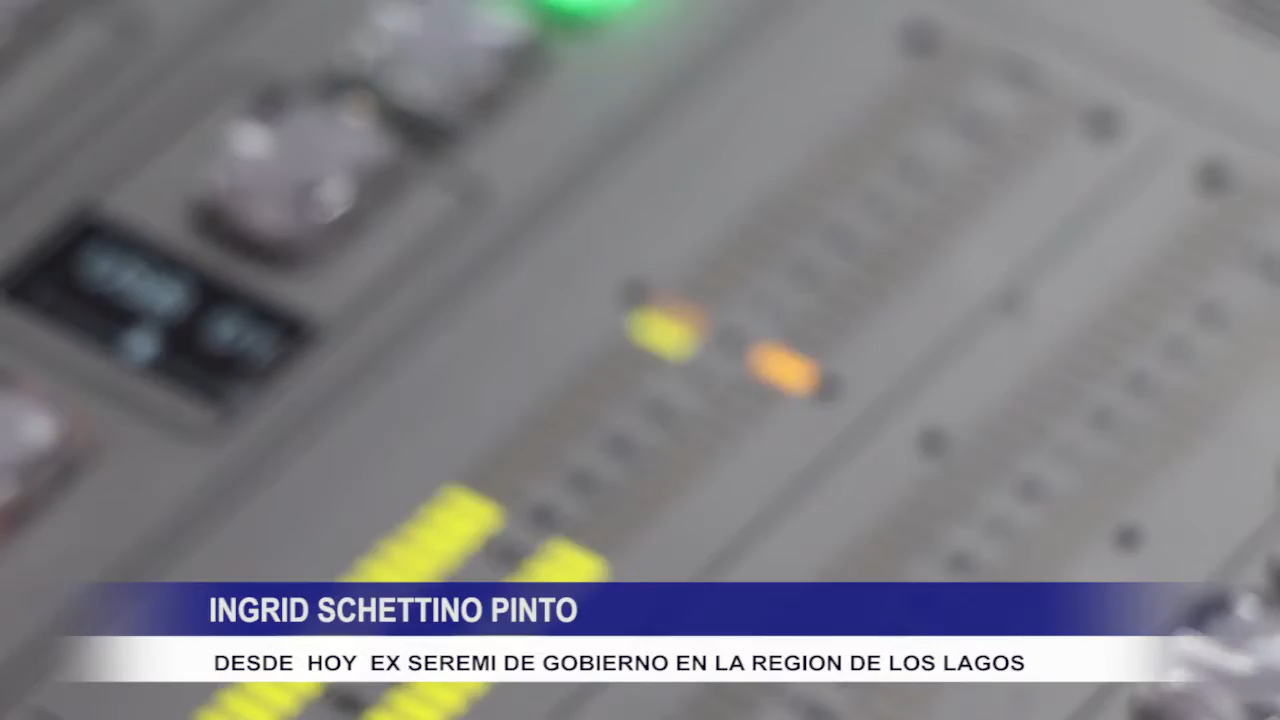 INGRID SCHETTINO PINTO
DESDE HOY EX SEREMI DE GOBIERNO EN LA REGION DE LOS LAGOS